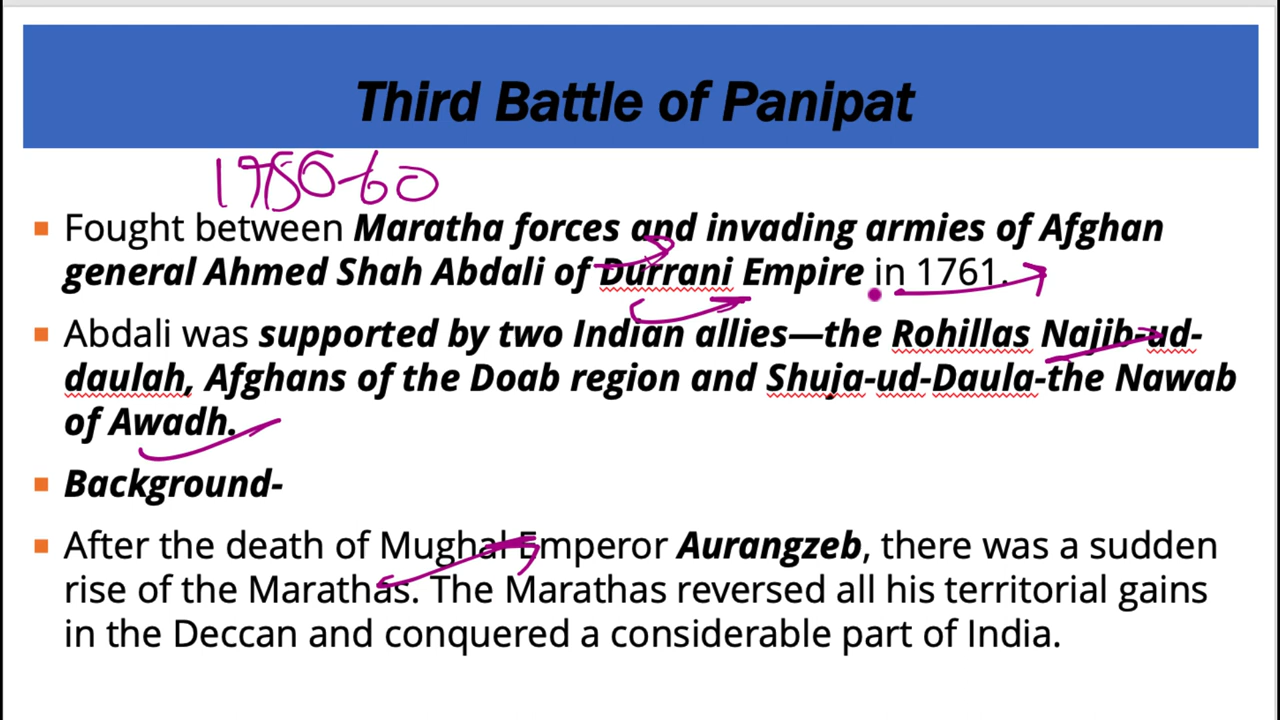 Third Battle of Panipat
1750-60
Fought between Maratha forces and invading armies of Afghan
general Ahmed Shah Abdali of Durrani Empire in 1761.
Abdali was supported by two Indian allies—the Rohillas Najib-ud-
daulah, Afghans of the Doab region and Shuja-ud-Daula-the Nawab
of Awadh.
Background-
After the death of Mughal Emperor Aurangzeb, there was a sudden
rise of the Marathas. The Marathas reversed all his territorial gains
in the Deccan and conquered a considerable part of India.